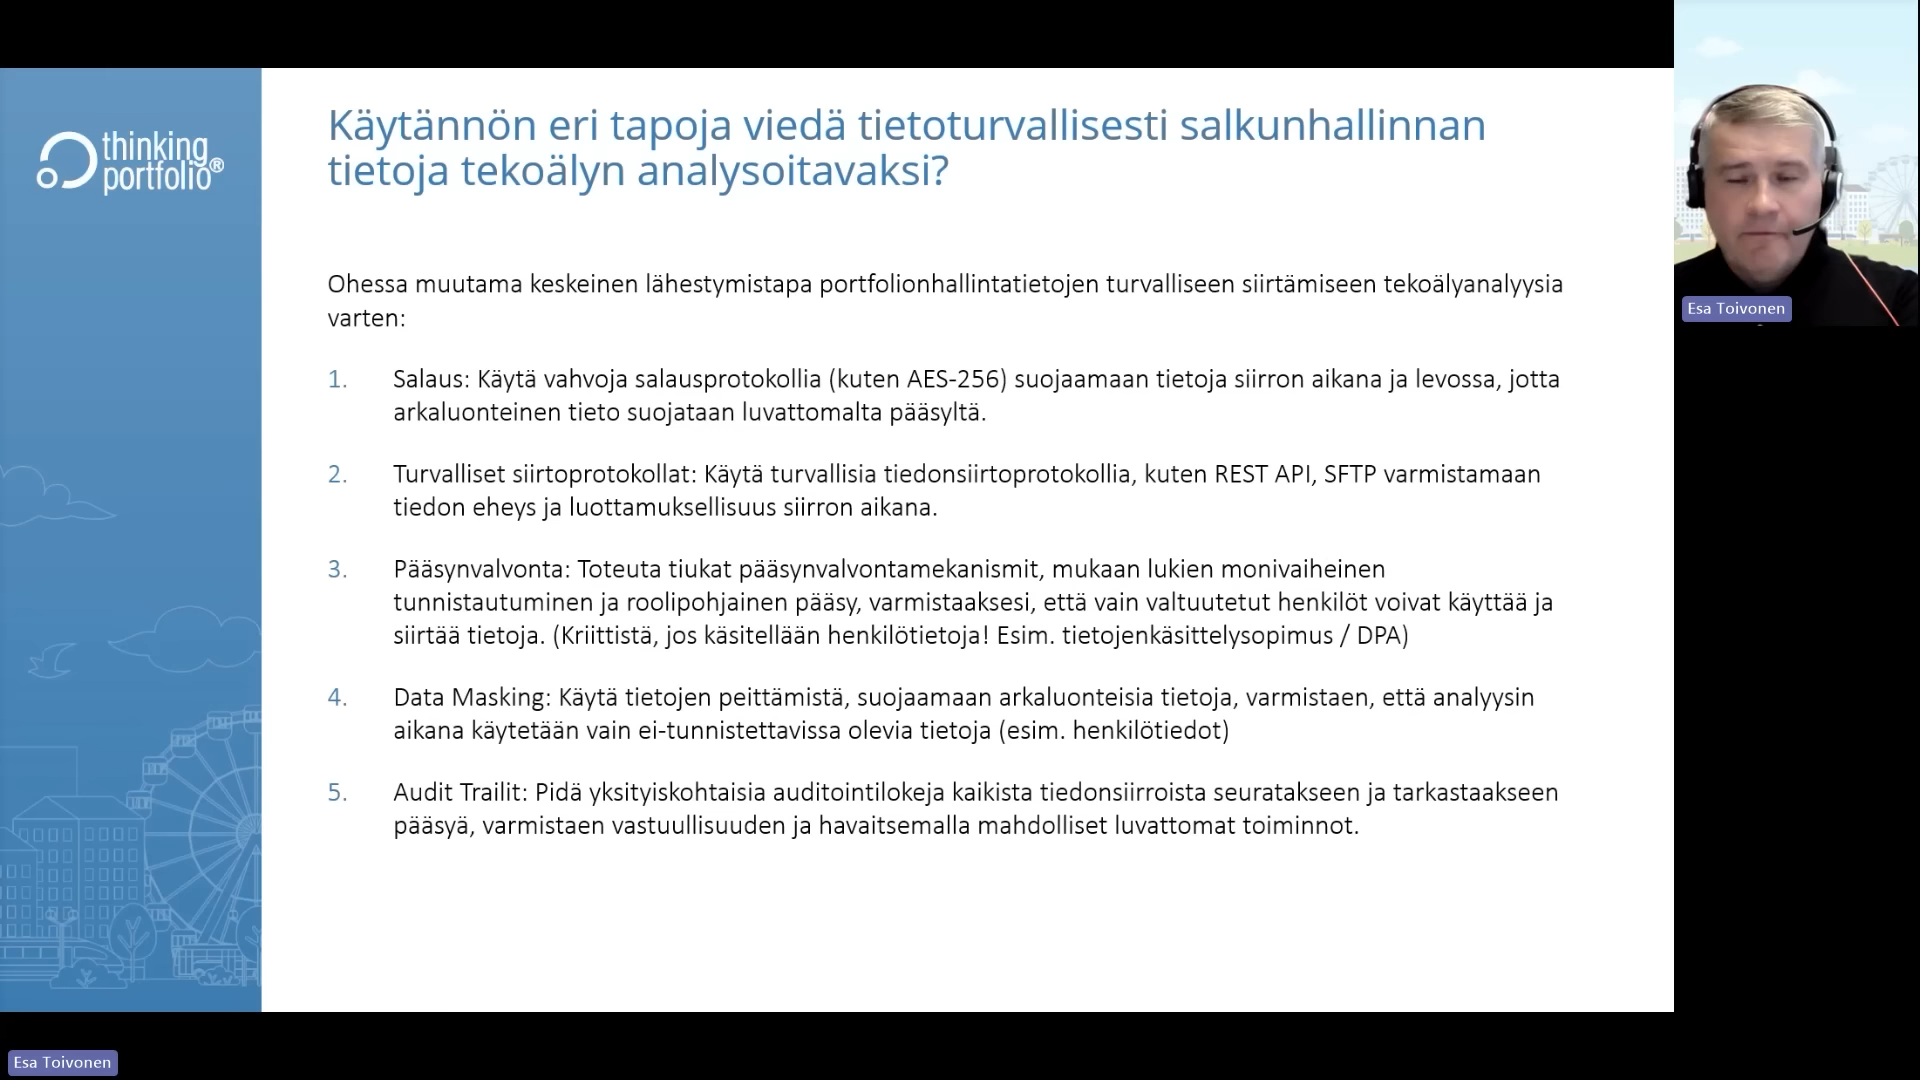 thinking
portfolio®
Käytännön eri tapoja viedä tietoturvallisesti salkunhallinnan
tietoja tekoälyn analysoitavaksi?
Ohessa muutama keskeinen lähestymistapa portfolionhallintatietojen turvalliseen siirtämiseen tekoälyanalyysia
varten:
1. Salaus: Käytä vahvoja salausprotokollia (kuten AES-256) suojaamaan tietoja siirron aikana ja levossa, jotta
arkaluonteinen tieto suojataan luvattomalta pääsyltä.
2. Turvalliset siirtoprotokollat: Käytä turvallisia tiedonsiirtoprotokollia, kuten REST API, SFTP varmistamaan
tiedon eheys ja luottamuksellisuus siirron aikana.
3. Pääsynvalvonta: Toteuta tiukat pääsynvalvontamekanismit, mukaan lukien monivaiheinen
tunnistautuminen ja roolipohjainen pääsy, varmistaaksesi, että vain valtuutetut henkilöt voivat käyttää ja
siirtää tietoja. (Kriittistä, jos käsitellään henkilötietoja! Esim. tietojenkäsittelysopimus / DPA)
4. Data Masking: Käytä tietojen peittämistä, suojaamaan arkaluonteisia tietoja, varmistaen, että analyysin
aikana käytetään vain ei-tunnistettavissa olevia tietoja (esim. henkilötiedot)
5. Audit Trailit: Pidä yksityiskohtaisia auditointilokeja kaikista tiedonsiirroista seuratakseen ja tarkastaakseen
pääsyä, varmistaen vastuullisuuden ja havaitsemalla mahdolliset luvattomat toiminnot.
Esa Toivonen
Esa Toivonen